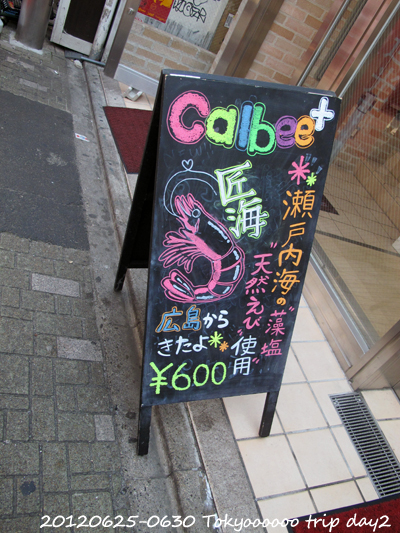 Calbee+
匠海
瀬戸内海の"藻塩"
"天然えび"使用
広島から
きたよ**
¥600
20120625-0630 Tokyooooo trip day2